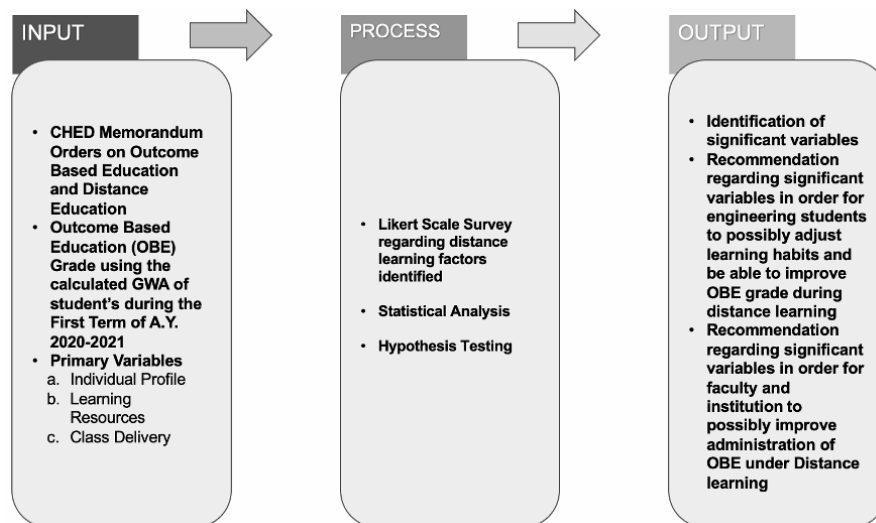 INPUT
• CHED Memorandum
Orders on Outcome
Based Education
and Distance
Education
• Outcome Based
Education (OBE)
Grade using the
calculated GWA of
student's during the
First Term of A.Y.
2020-2021
• Primary Variables
a. Individual Profile
b. Learning
Resources
c. Class Delivery
PROCESS
• Likert Scale Survey
regarding distance
learning factors
identified
• Statistical Analysis
• Hypothesis Testing
OUTPUT
• Identification of
significant variables
• Recommendation
regarding significant
variables in order for
engineering students
to possibly adjust
learning habits and
be able to improve
OBE grade during
distance learning
• Recommendation
regarding significant
variables in order for
faculty and
institution to
possibly improve
administration of
OBE under Distance
learning